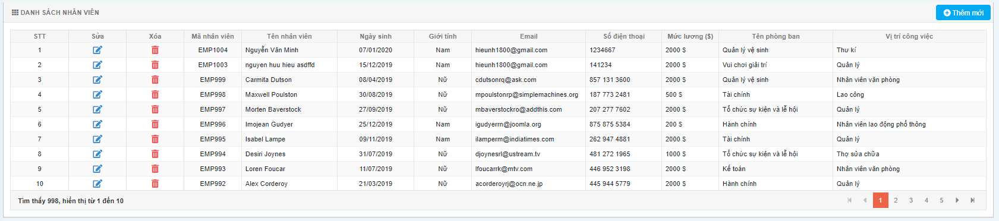 DANH SÁCH NHÂN VIÊN Thêm mới
STT Sửa Xóa Mã nhân viên Tên nhân viên Ngày sinh Giới tính Email Số điện thoại Mức lương ($) Tên phòng ban Vị trí công việc
1 EMP1004 Nguyễn Văn Minh 07/01/2020 Nam hieunh1800@gmail.com 1234667 2000 $ Quản lý vệ sinh Thư kí
2 EMP1003 nguyen huu hieu asdffd 15/12/2019 Nam hieunh1800@gmail.com 141234 2000 $ Vui chơi giải trí Quản lý
3 EMP999 Carmita Dutson 08/04/2019 Nữ cdutsonrq@ask.com 857 131 3600 2000 $ Quản lý vệ sinh Nhân viên văn phòng
4 EMP998 Maxwell Poulston 30/08/2019 Nữ mpoulstonrp@simplemachines.org 187 773 2481 500 $ Tài chính Lao công
5 EMP997 Morten Baverstock 27/09/2019 Nữ mbaverstockro@addthis.com 207 277 7602 2000 $ Tổ chức sự kiện và lễ hội Quản lý
6 EMP996 Imojean Gudyer 25/12/2019 Nam igudyerrn@joomla.org 875 875 5384 200 $ Hành chính Nhân viên lao động phổ thông
7 EMP995 Isabel Lampe 09/11/2019 Nam ilamperm@indiatimes.com 262 947 4881 2000 $ Tài chính Quản lý
8 EMP994 Desiri Joynes 31/07/2019 Nữ djoynesrl@ustream.tv 481 272 1965 1000 $ Tổ chức sự kiện và lễ hội Thợ sửa chữa
9 EMP993 Loren Foucar 11/07/2019 Nữ lfoucarrk@mtv.com 446 952 3198 2000 $ Kế toán Nhân viên văn phòng
10 EMP992 Alex Corderoy 21/03/2019 Nữ acorderoyrj@ocn.ne.jp 445 944 5779 2000 $ Hành chính Quản lý
Tìm thấy 998, hiển thị từ 1 đến 10 1 2 3 4 5